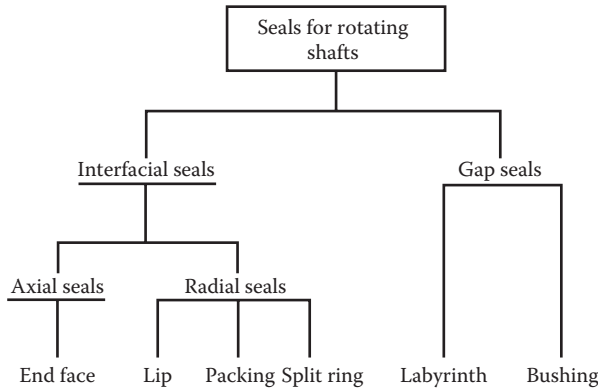 Seals for rotating
shafts
Interfacial seals
Gap seals
Axial seals
Radial seals
End face
Lip
Packing
Split ring
Labyrinth
Bushing